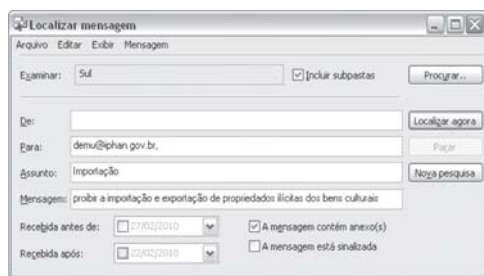 Localizar mensagem
Arquivo Editar Exibir Mensagem
Examinar: Sul Incluir subpastas Procurar...
De: Localizar agora
Para: demu@iphan.gov.br, Parar
Assunto: Importação Nova pesquisa
Mensagem: proibir a importação e exportação de propriedados ilícitas dos bens culturais
Recebida antes de: 27/02/2010 A mensagem contém anexo(s)
Recebida após: 22/02/2010 A mensagem está sinalizada